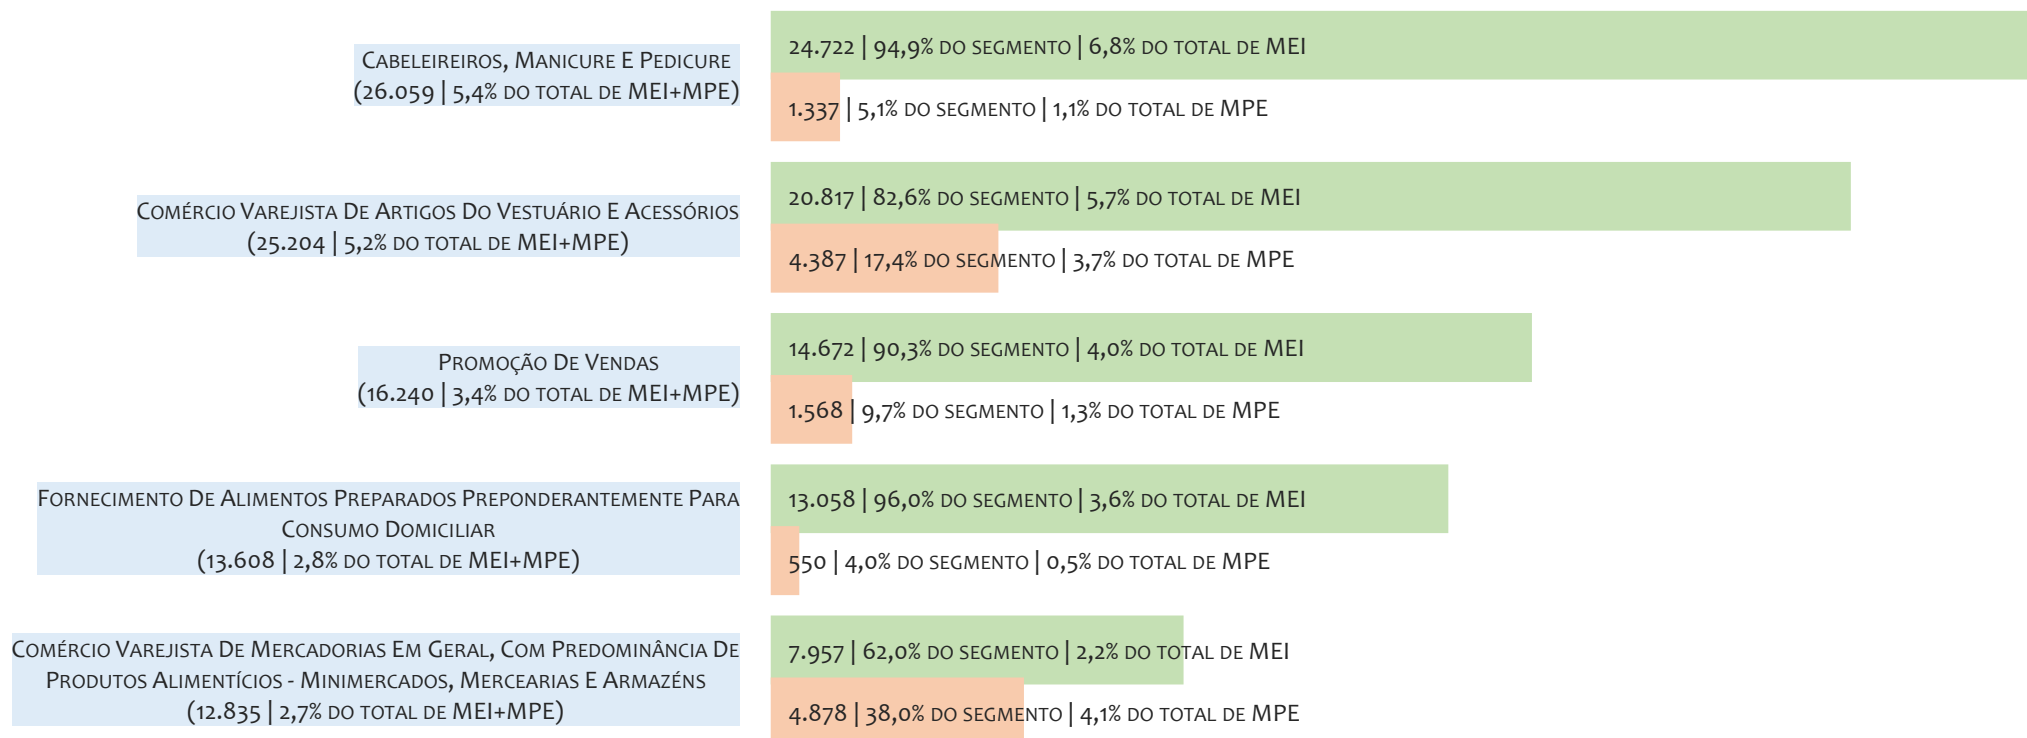 Cabeleireiros, Manicure E Pedicure
(26.059 | 5,4% do total de MEI+MPE)
24.722 | 94,9% do segmento | 6,8% do total de MEI
1.337 | 5,1% do segmento | 1,1% do total de MPE
Comércio Varejista De Artigos Do Vestuário E Acessórios
(25.204 | 5,2% do total de MEI+MPE)
20.817 | 82,6% do segmento | 5,7% do total de MEI
4.387 | 17,4% do segmento | 3,7% do total de MPE
Promoção De Vendas
(16.240 | 3,4% do total de MEI+MPE)
14.672 | 90,3% do segmento | 4,0% do total de MEI
1.568 | 9,7% do segmento | 1,3% do total de MPE
Fornecimento De Alimentos Preparados Preponderantemente Para
Consumo Domiciliar
(13.608 | 2,8% do total de MEI+MPE)
13.058 | 96,0% do segmento | 3,6% do total de MEI
550 | 4,0% do segmento | 0,5% do total de MPE
Comércio Varejista De Mercadorias Em Geral, Com Predominância De
Produtos Alimentícios - Minimercados, Mercearias E Armazéns
(12.835 | 2,7% do total de MEI+MPE)
7.957 | 62,0% do segmento | 2,2% do total de MEI
4.878 | 38,0% do segmento | 4,1% do total de MPE